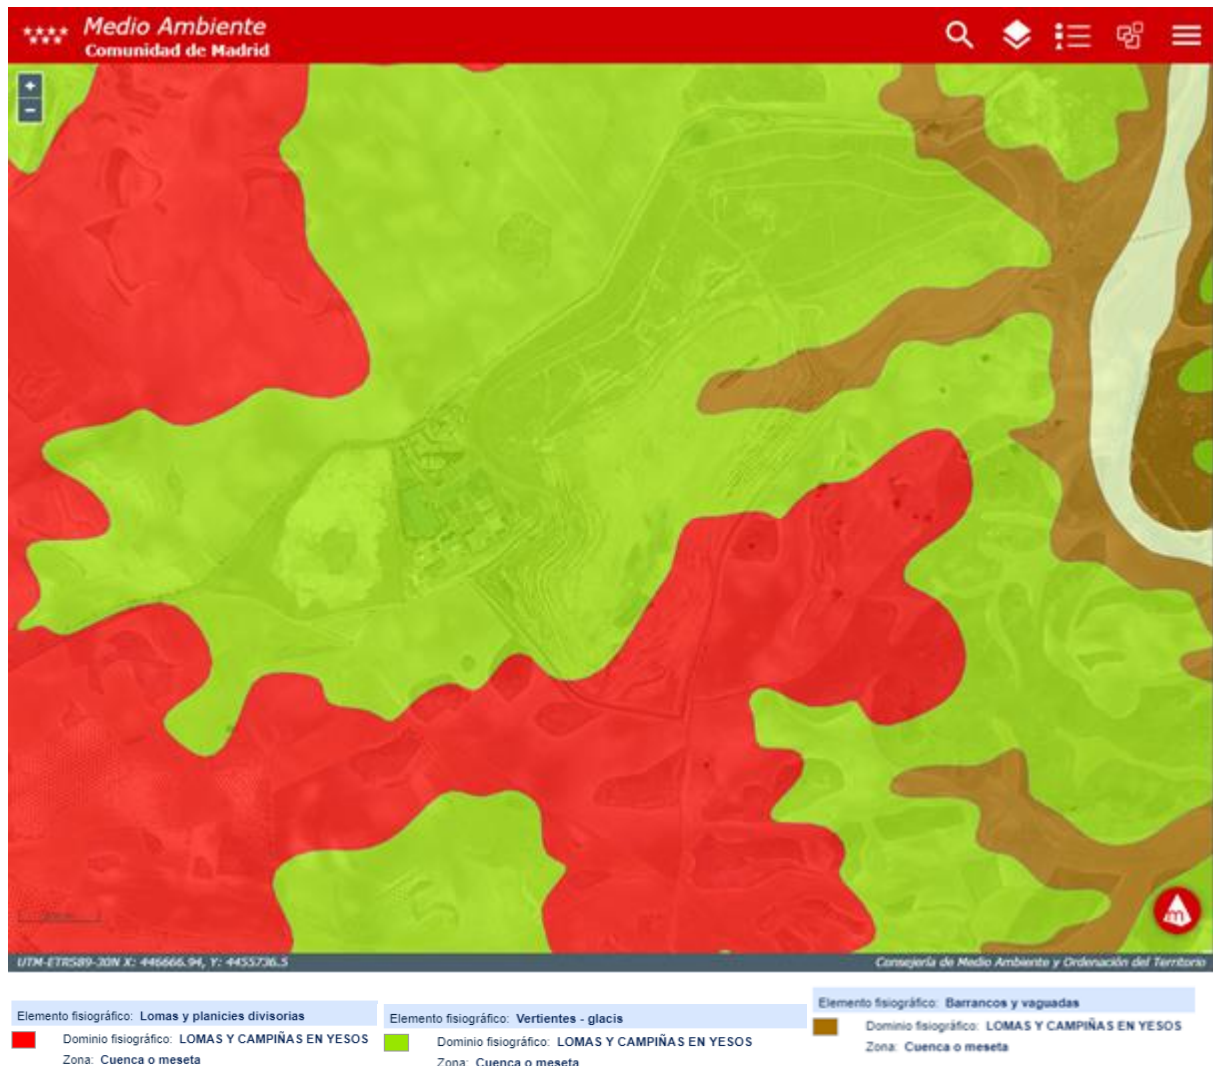 Medio Ambiente
Comunidad de Madrid
+
-
UTM-ETRS89-30N X: 446666.94, Y: 4455736.5
Consejería de Medio Ambiente y Ordenación del Territorio
Elemento fisiográfico: Lomas y planicies divisorias
Dominio fisiográfico: LOMAS Y CAMPIÑAS EN YESOS
Zona: Cuenca o meseta
Elemento fisiográfico: Vertientes - glacis
Dominio fisiográfico: LOMAS Y CAMPIÑAS EN YESOS
Zona: Cuenca o meseta
Elemento fisiográfico: Barrancos y vaguadas
Dominio fisiográfico: LOMAS Y CAMPIÑAS EN YESOS
Zona: Cuenca o meseta